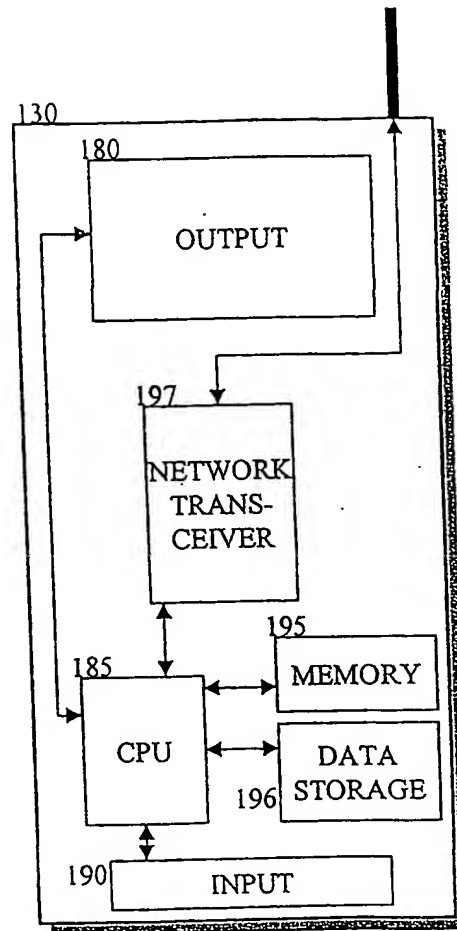 130
180
OUTPUT
197
NETWORK
TRANS-
CEIVER
195
MEMORY
185
CPU
DATA
STORAGE
196
190
INPUT